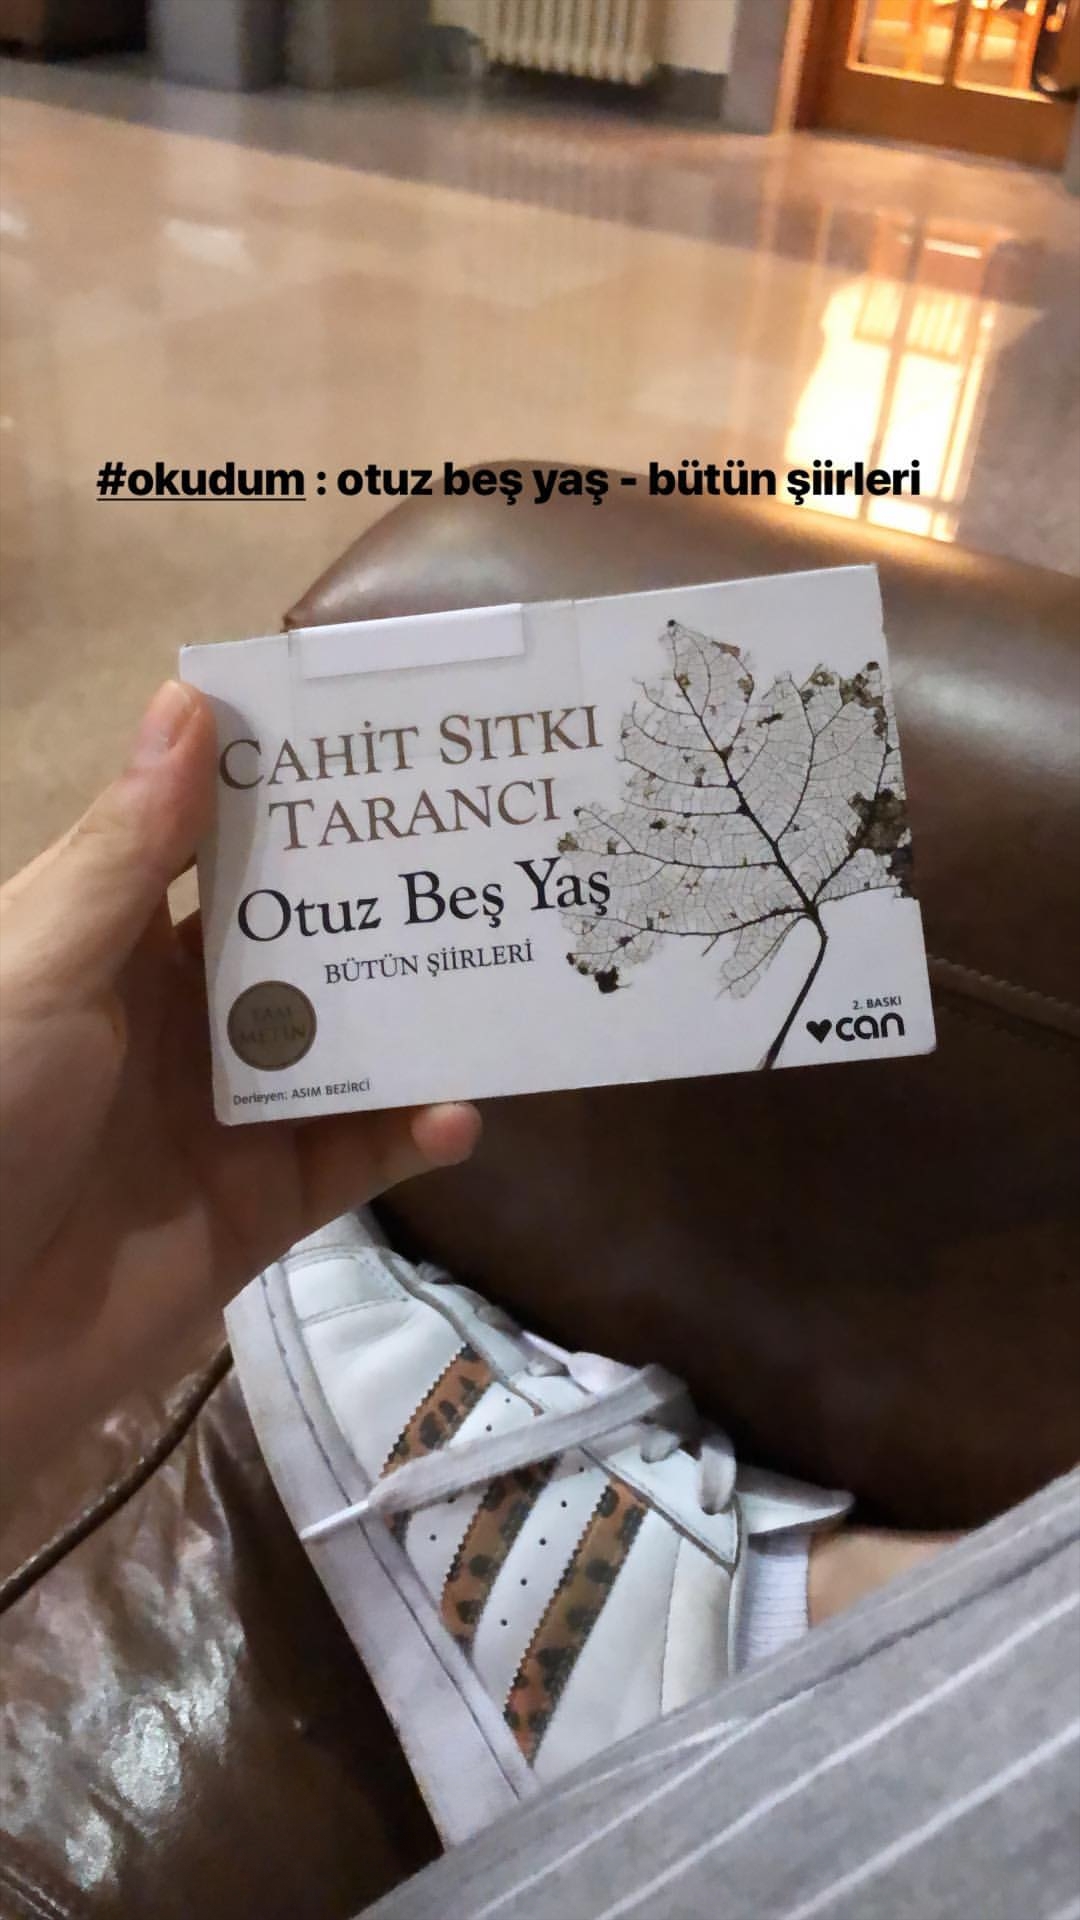 #okudum : otuz beş yaş - bütün şiirleri
CAHİT SITKI
TARANCI
Otuz Beş Yaş
BÜTÜN ŞİİRLERİ
TAM
METİN
2. BASKI
can
Derleyen: ASIM BEZİRCİ